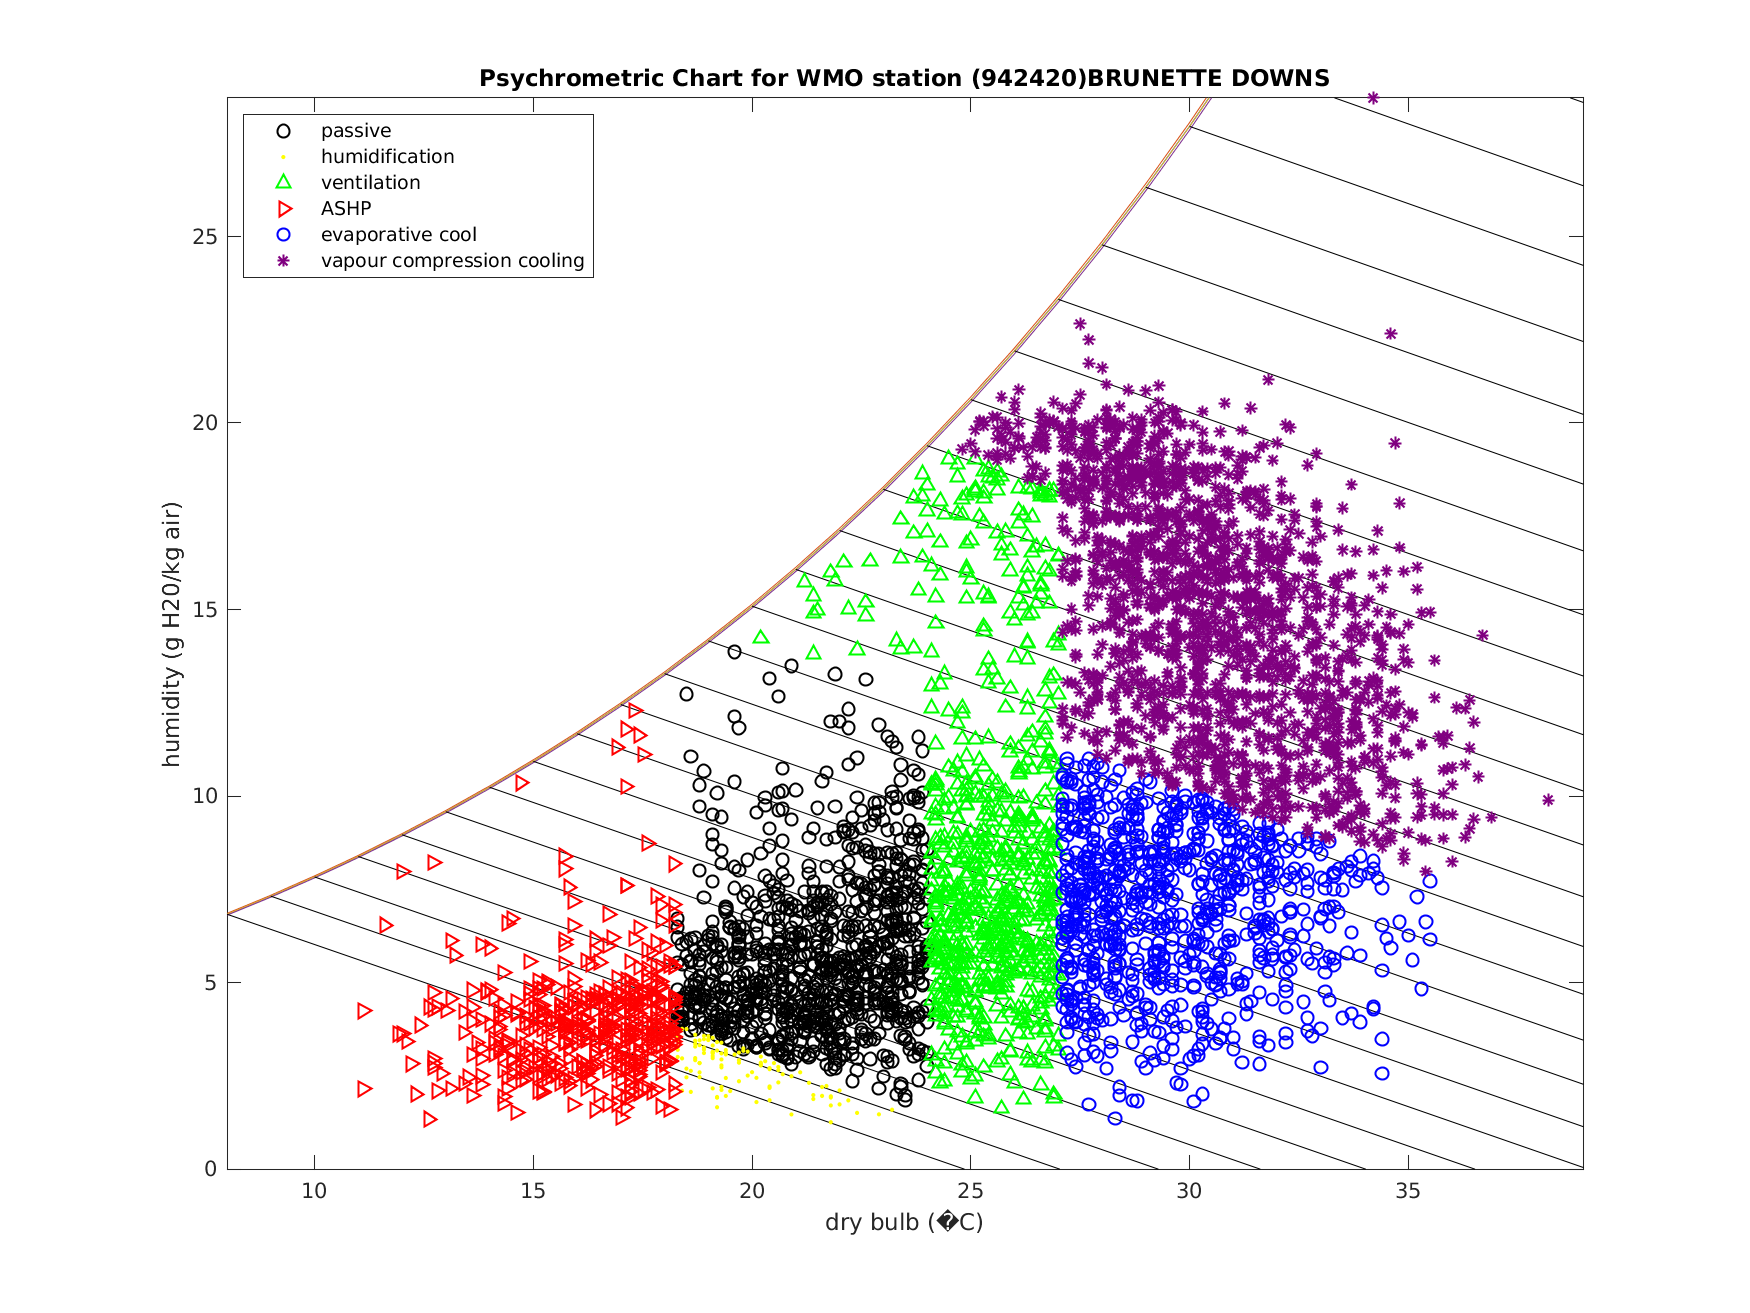 Psychrometric Chart for WMO station (942420)BRUNETTE DOWNS
passive
humidification
ventilation
ASHP
evaporative cool
vapour compression cooling
humidity (g H20/kg air)
25
20
15
10
5
0
10 15 20 25 30 35
dry bulb (�C)